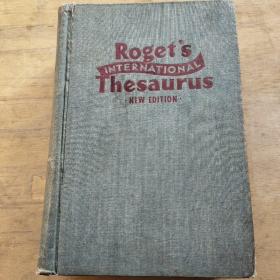 Roget's
INTERNATIONAL
Thesaurus
· NEW EDITION ·